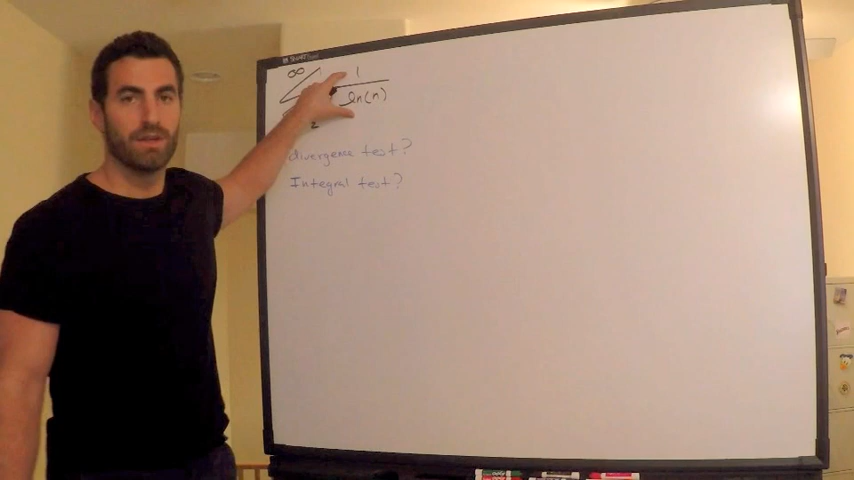 ∞
1
ln(n)
2
divergence test?
Integral test?